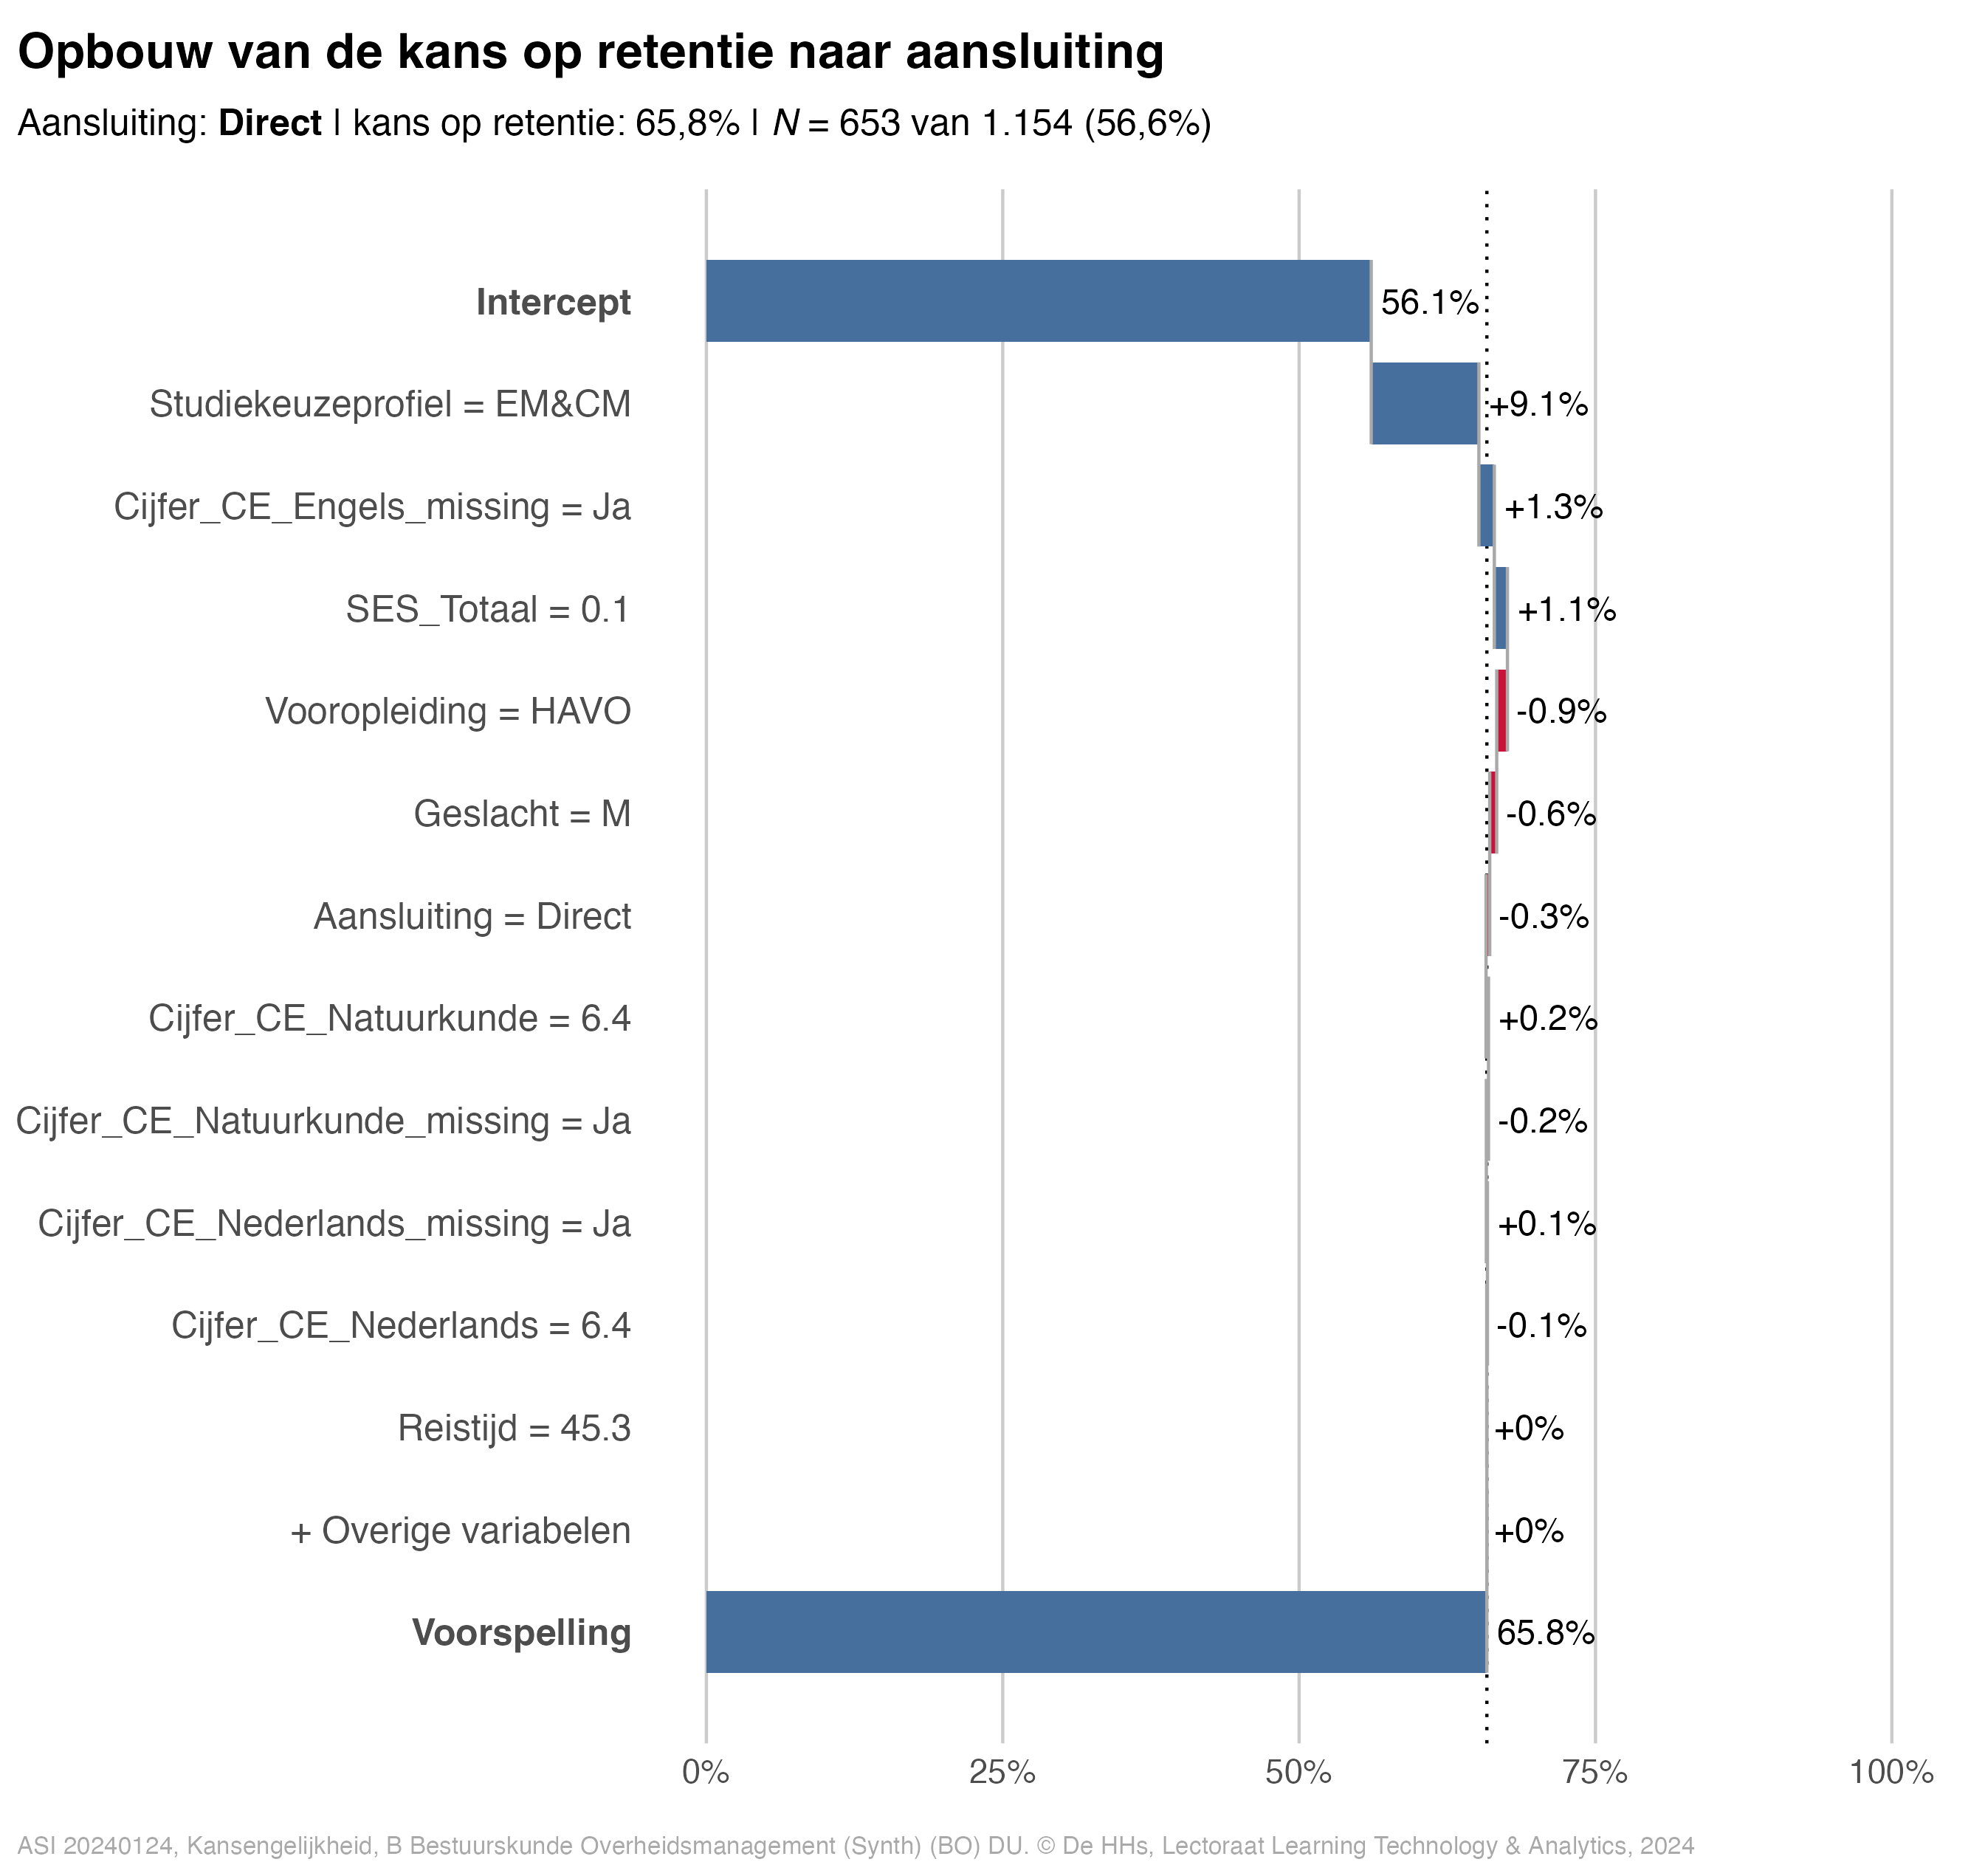 Opbouw van de kans op retentie naar aansluiting
Aansluiting: Direct | kans op retentie: 65,8% | N = 653 van 1.154 (56,6%)
Intercept 56.1%
Studiekeuzeprofiel = EM&CM +9.1%
Cijfer_CE_Engels_missing = Ja +1.3%
SES_Totaal = 0.1 +1.1%
Vooropleiding = HAVO -0.9%
Geslacht = M -0.6%
Aansluiting = Direct -0.3%
Cijfer_CE_Natuurkunde = 6.4 +0.2%
Cijfer_CE_Natuurkunde_missing = Ja -0.2%
Cijfer_CE_Nederlands_missing = Ja +0.1%
Cijfer_CE_Nederlands = 6.4 -0.1%
Reistijd = 45.3 +0%
+ Overige variabelen +0%
Voorspelling 65.8%
0% 25% 50% 75% 100%
ASI 20240124, Kansengelijkheid, B Bestuurskunde Overheidsmanagement (Synth) (BO) DU. © De HHs, Lectoraat Learning Technology & Analytics, 2024